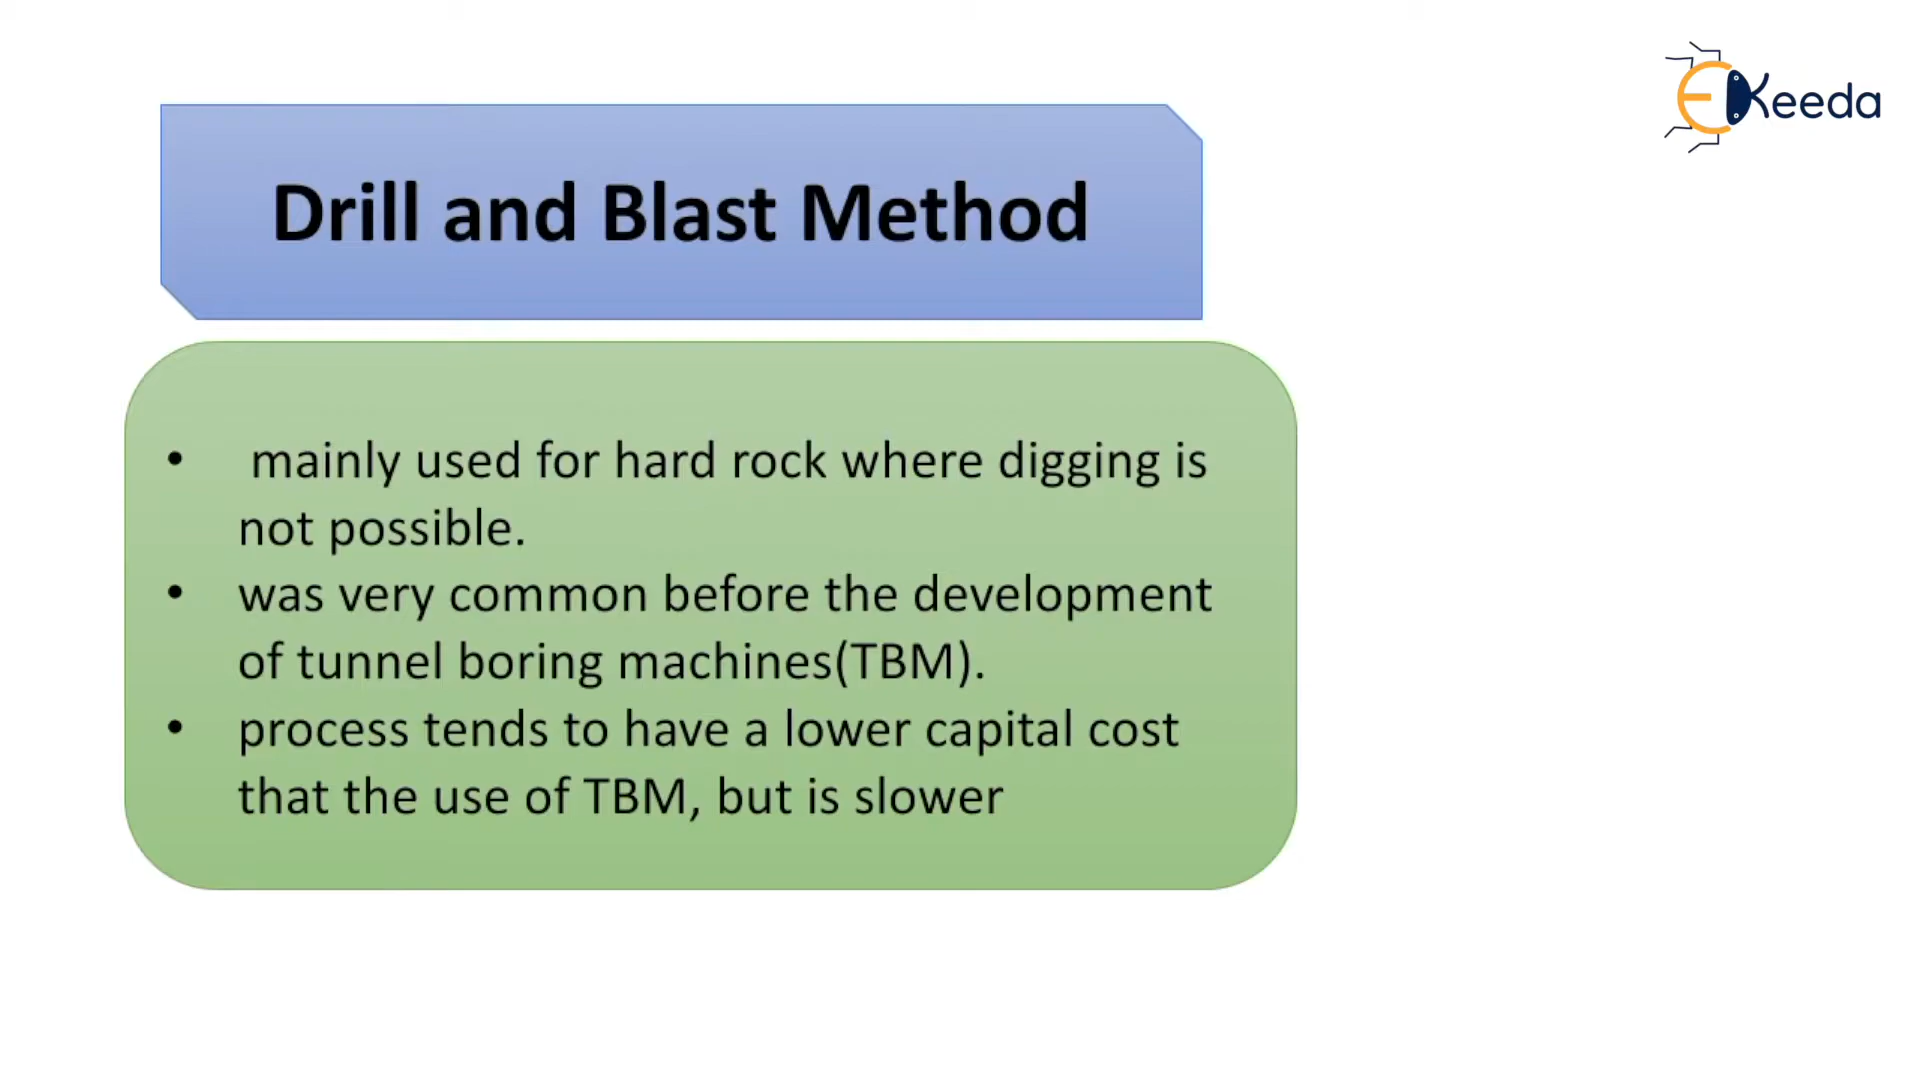 EKeeda
Drill and Blast Method
• mainly used for hard rock where digging is
not possible.
• was very common before the development
of tunnel boring machines(TBM).
• process tends to have a lower capital cost
that the use of TBM, but is slower